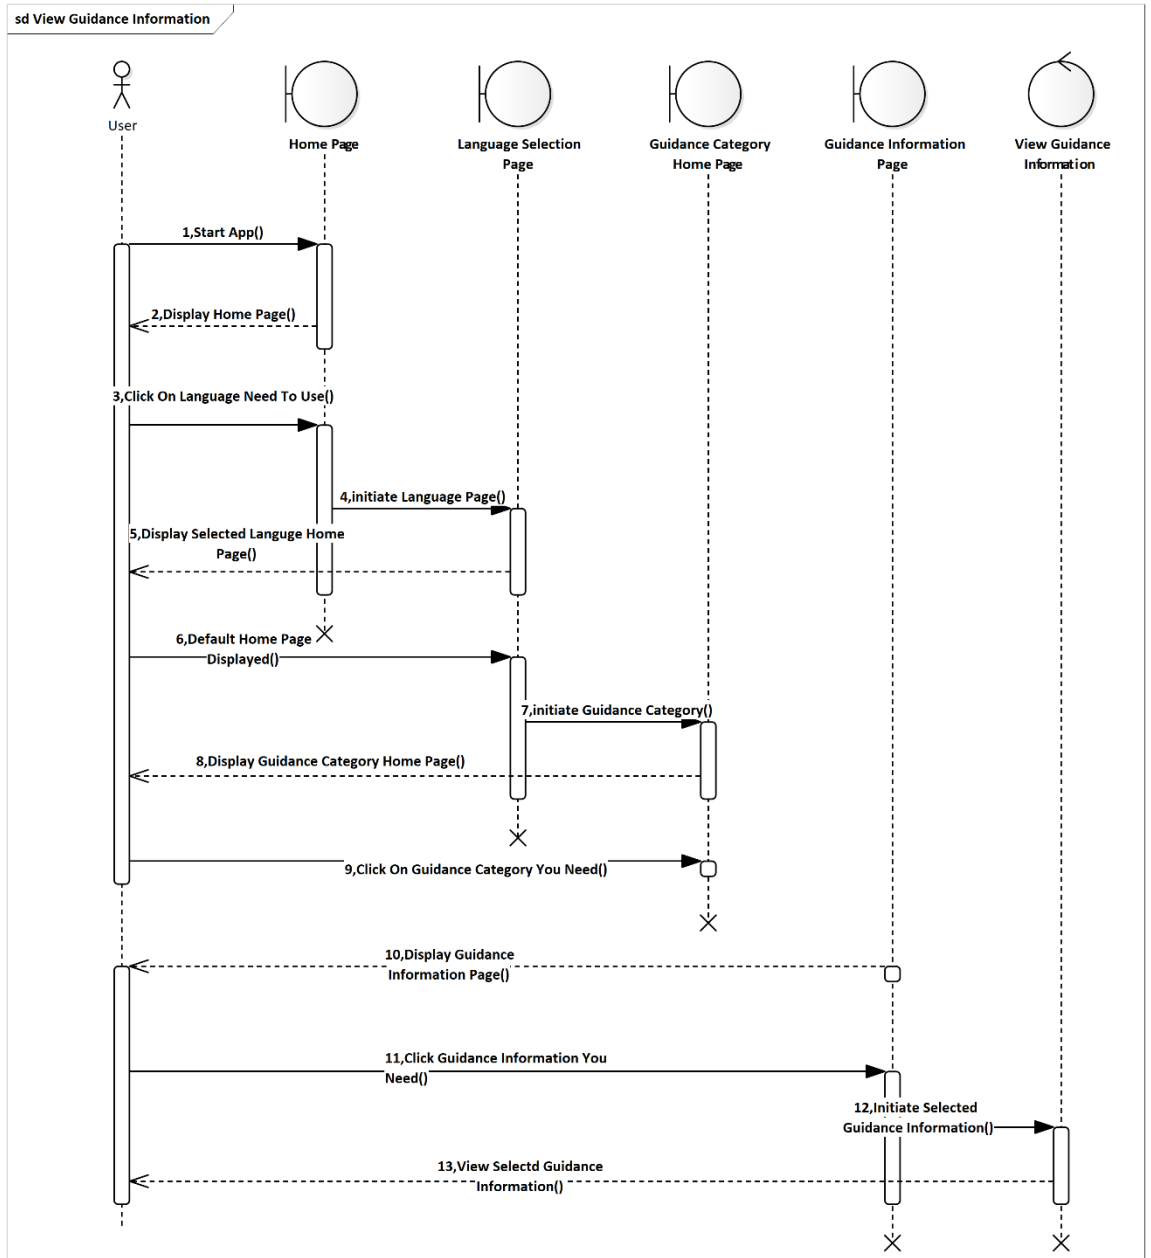 sd View Guidance Information
User
Home Page
Language Selection
Page
Guidance Category
Home Page
Guidance Information
Page
View Guidance
Information
1,Start App()
2,Display Home Page()
3,Click On Language Need To Use()
4,initiate Language Page()
5,Display Selected Languge Home
Page()
6,Default Home Page
Displayed()
7,initiate Guidance Category()
8,Display Guidance Category Home Page()
9,Click On Guidance Category You Need()
10,Display Guidance
Information Page()
11,Click Guidance Information You
Need()
12,Initiate Selected
Guidance Information()
13,View Selectd Guidance
Information()